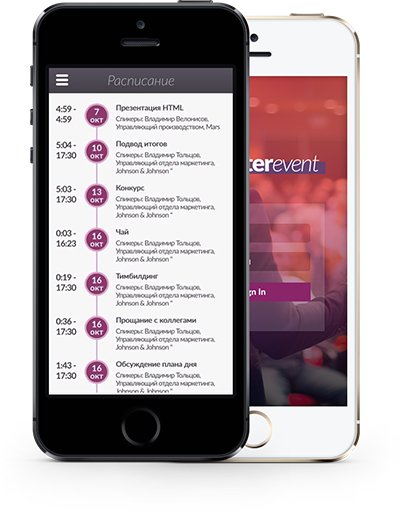 Расписание
4:59 -
4:59
7
ОКТ
Презентация HTML
Спикеры: Владимир Велонисов,
Управляющий производством, Mars
5:04 -
17:30
10
ОКТ
Подвод итогов
Спикеры: Владимир Тольцов,
Управляющий отдела маркетинга,
Johnson & Johnson "
5:03 -
17:30
13
ОКТ
Конкурс
Спикеры: Владимир Тольцов,
Управляющий отдела маркетинга,
Johnson & Johnson "
0:03 -
16:23
16
ОКТ
Чай
Спикеры: Владимир Тольцов,
Управляющий отдела маркетинга,
Johnson & Johnson "
0:19 -
17:30
16
ОКТ
Тимбилдинг
Спикеры: Владимир Тольцов,
Управляющий отдела маркетинга,
Johnson & Johnson "
0:36 -
17:30
16
ОКТ
Прощание с коллегами
Спикеры: Владимир Тольцов,
Управляющий отдела маркетинга,
Johnson & Johnson "
1:43 -
17:30
16
ОКТ
Обсуждение плана дня
Спикеры: Владимир Тольцов,
Управляющий отдела маркетинга,
Johnson & Johnson "
terevent
gn In